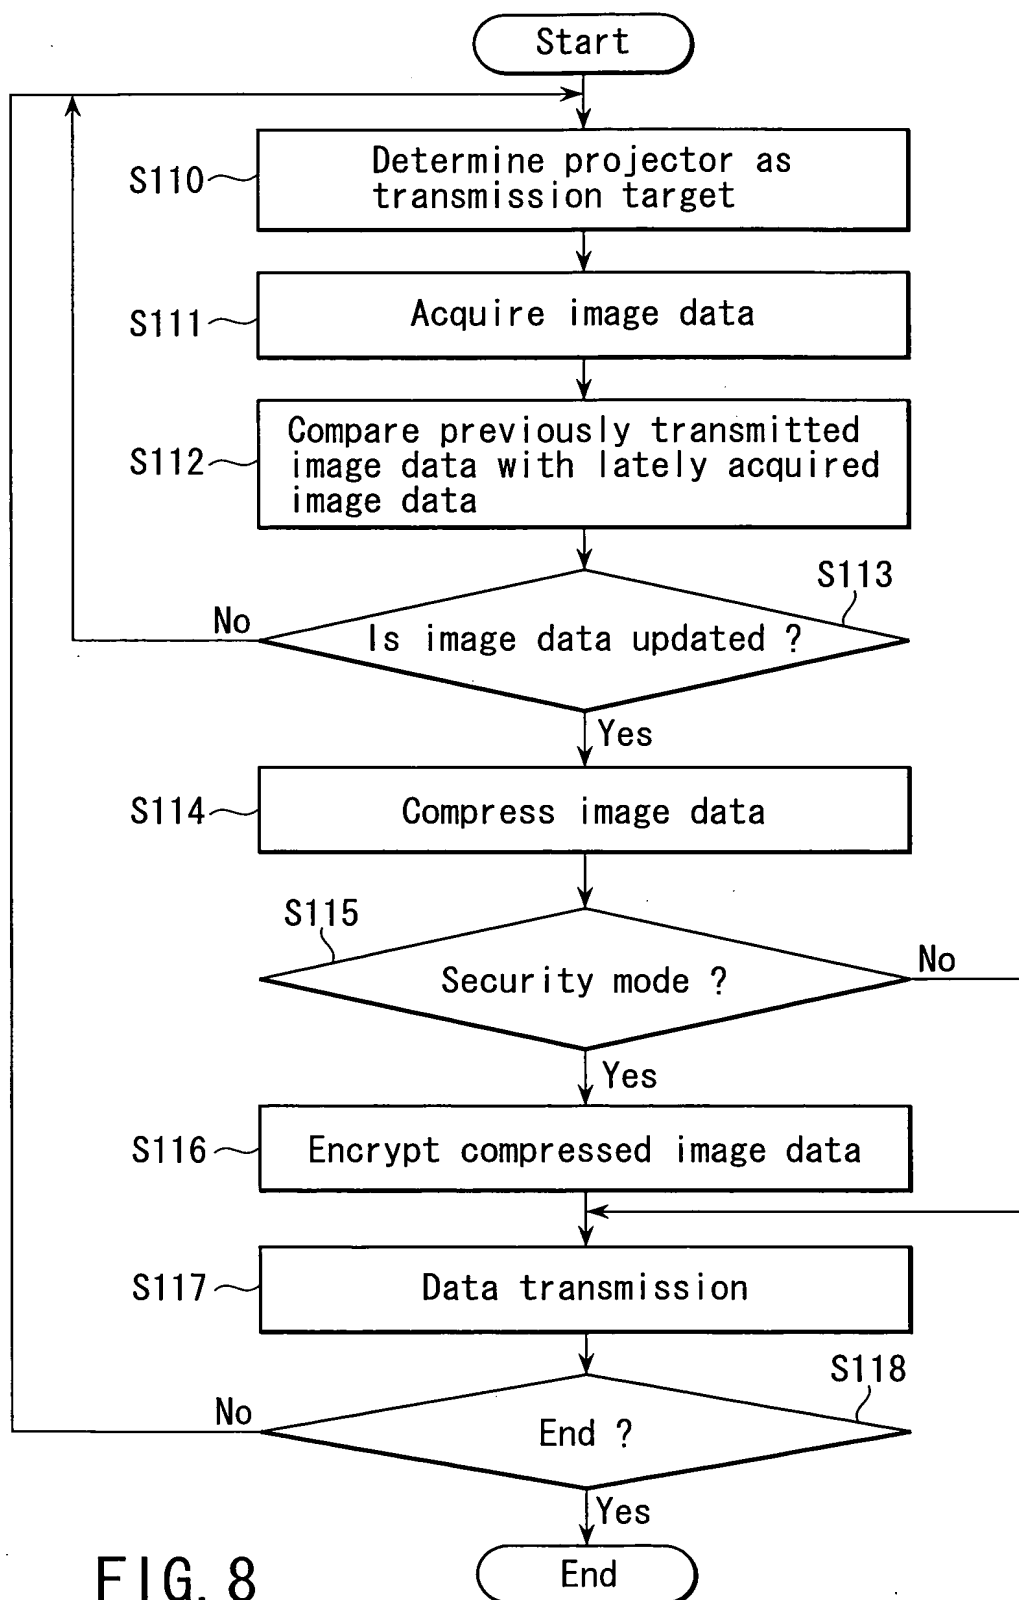 Start
S110
Determine projector as
transmission target
S111
Acquire image data
S112
Compare previously transmitted
image data with lately acquired
image data
S113
No
Is image data updated ?
Yes
S114
Compress image data
S115
No
Security mode ?
Yes
S116
Encrypt compressed image data
S117
Data transmission
S118
No
End ?
Yes
End
FIG. 8